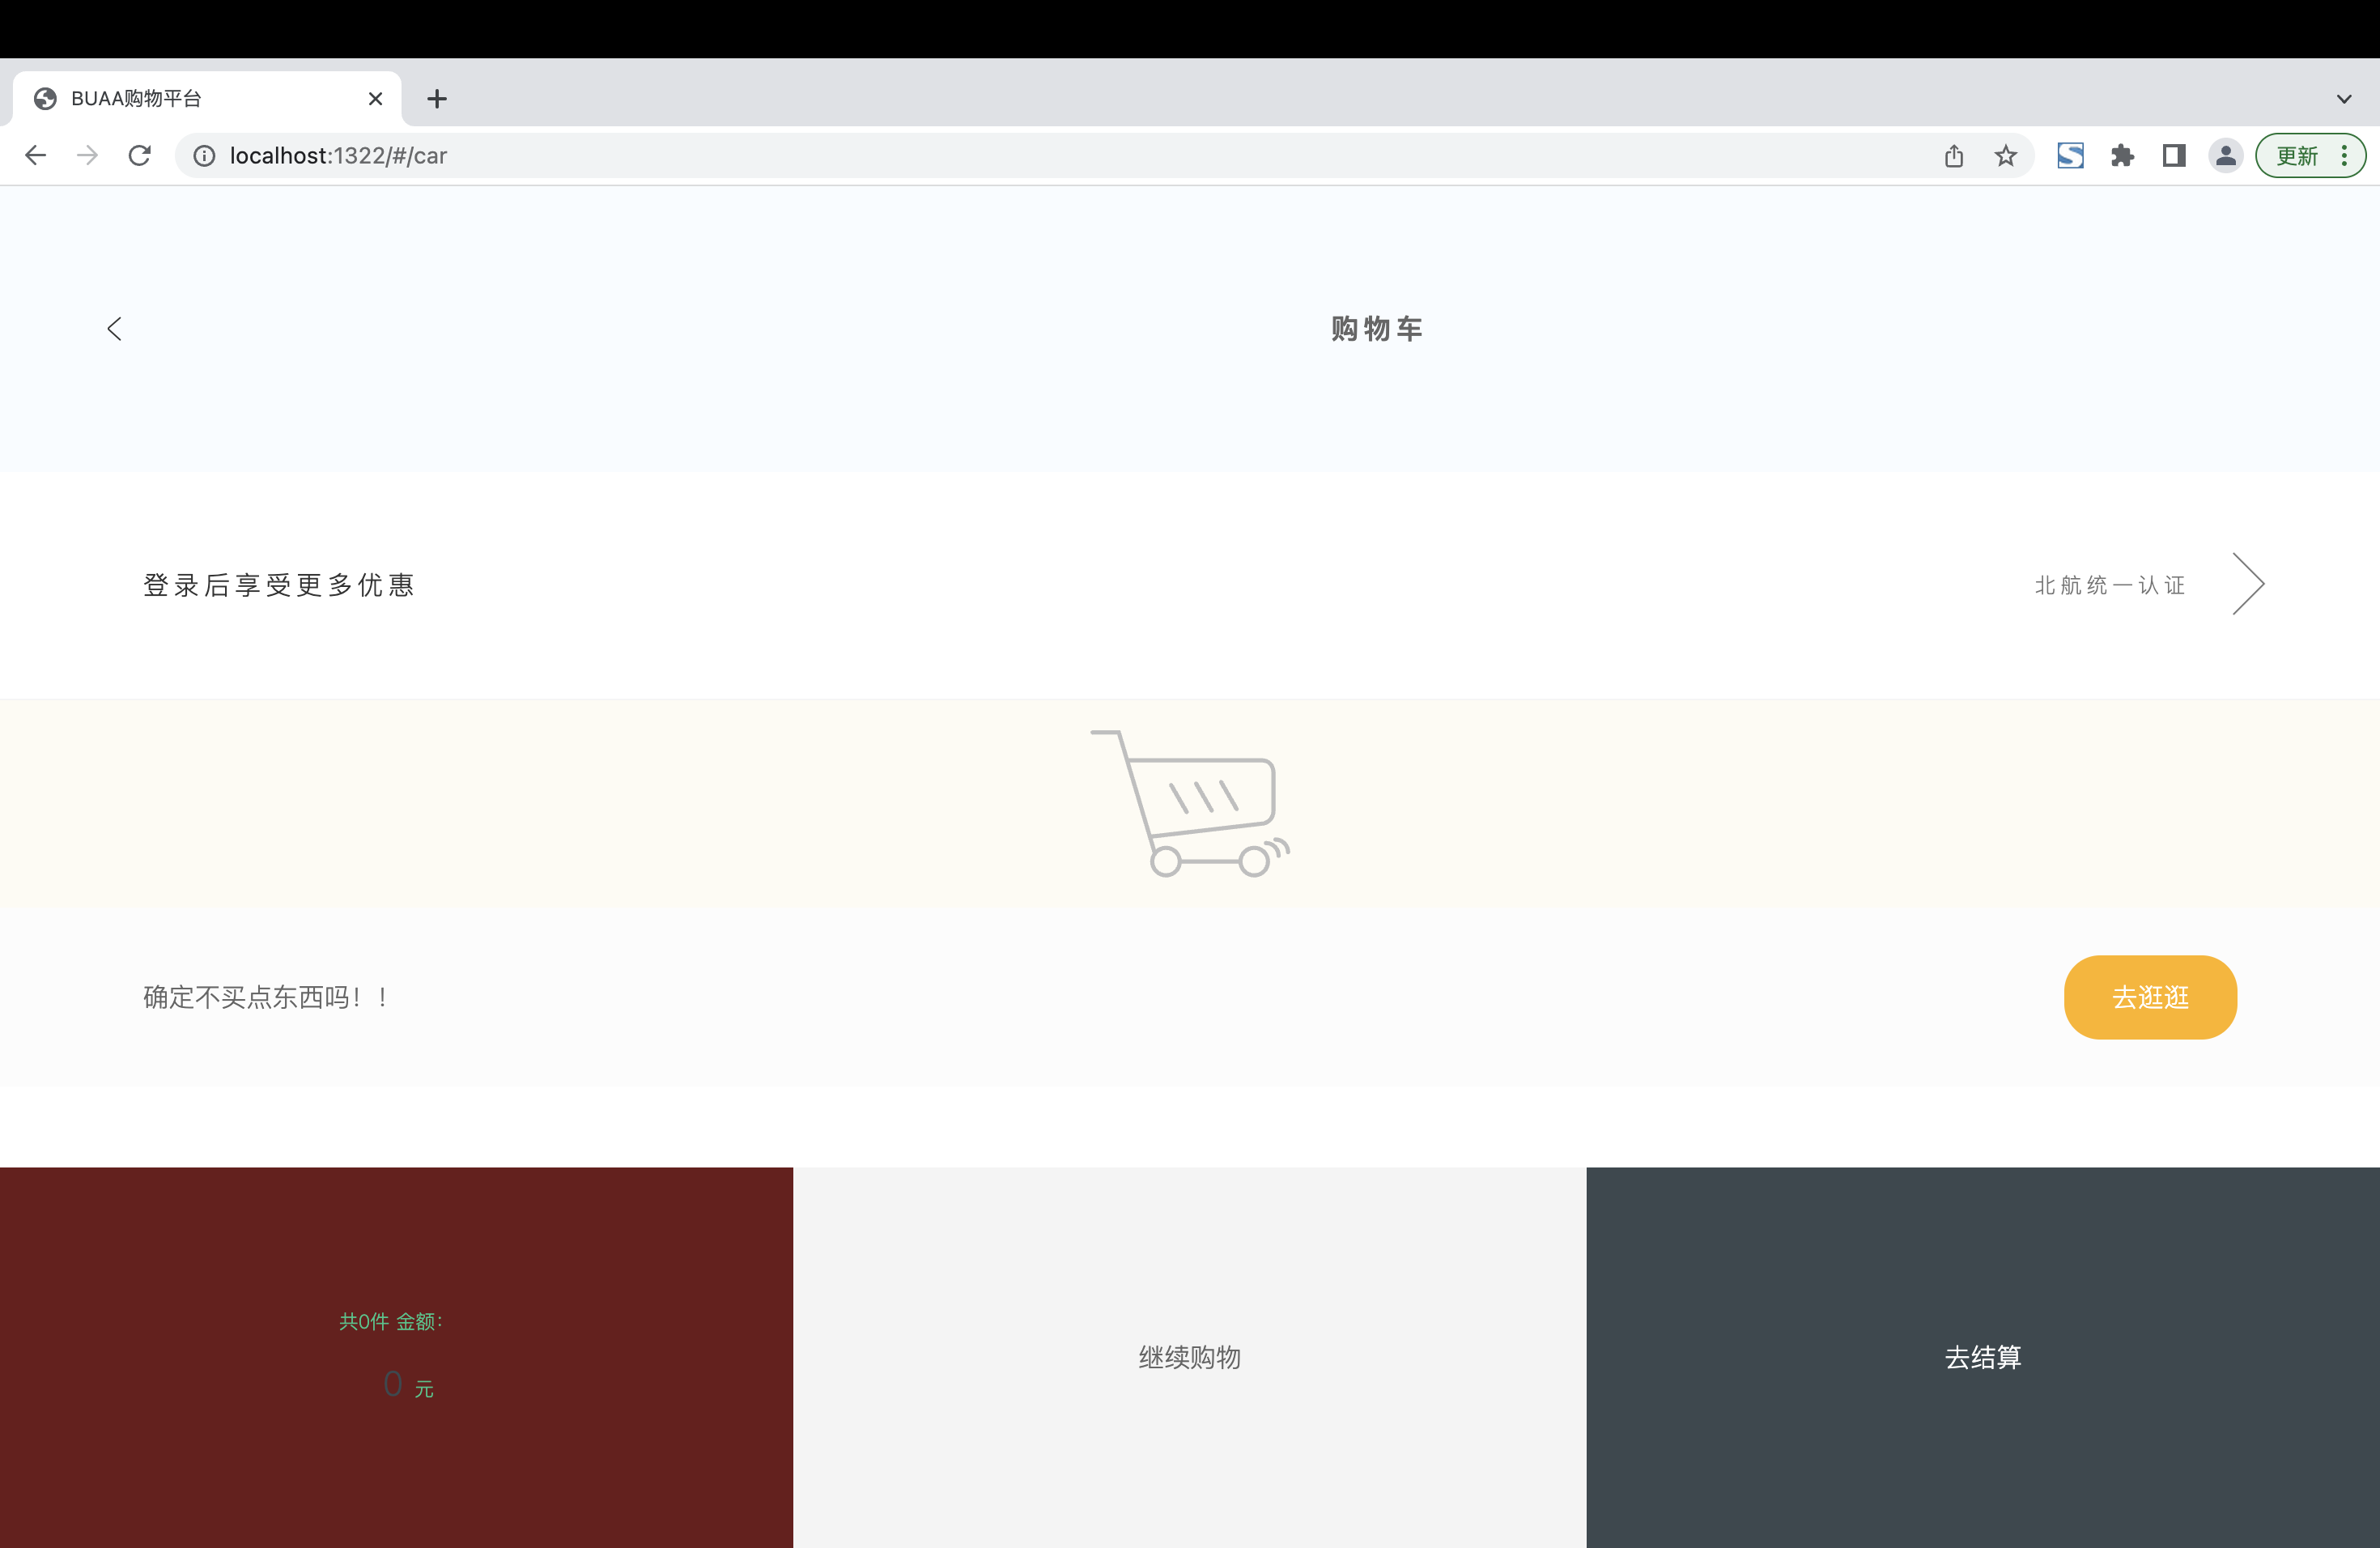 BUAA购物平台
localhost:1322/#/car
更新
购物车
登录后享受更多优惠
北航统一认证
确定不买点东西吗！！
去逛逛
共0件 金额：
0 元
继续购物
去结算